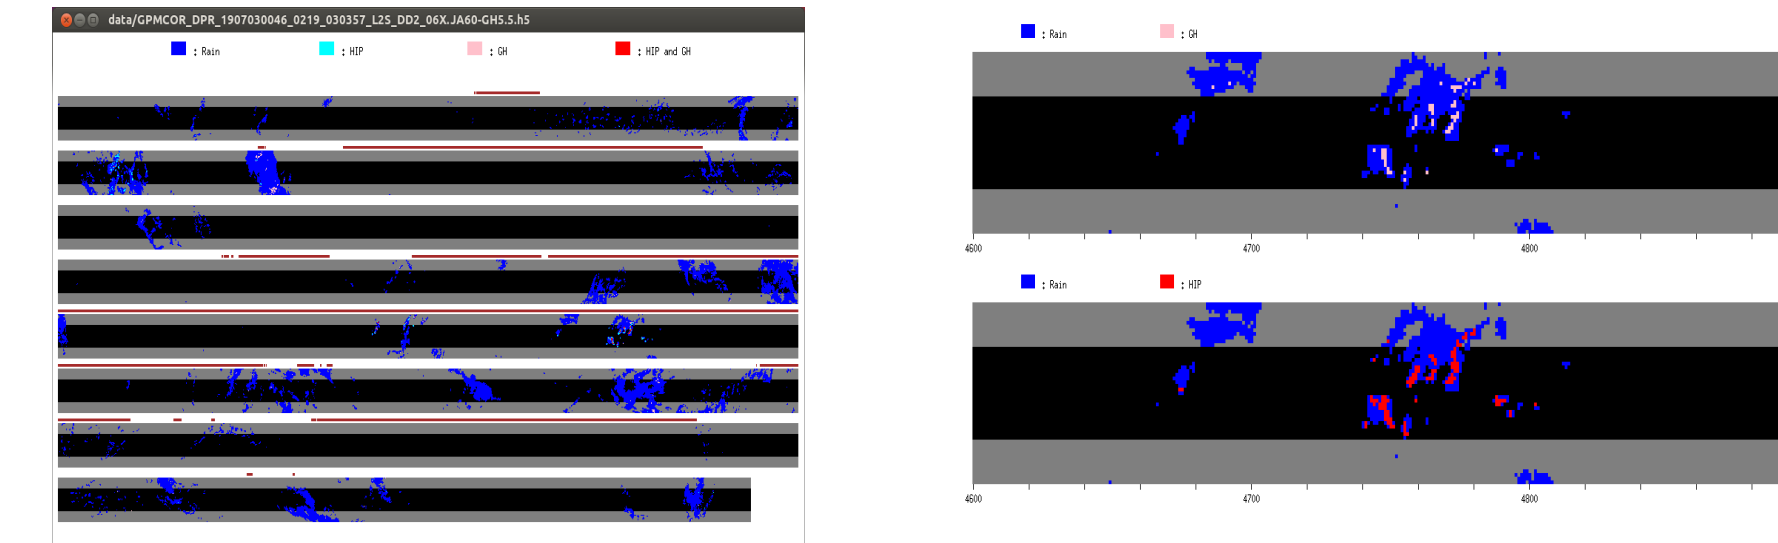 data/GPMCOR_DPR_1907030046_0219_030357_L2S_DD2_06X.JA60-GH5.5.h5
: Rain : HIP : GH : HIP and GH
: Rain : GH
4600 4700 4800
: Rain : HIP
4600 4700 4800